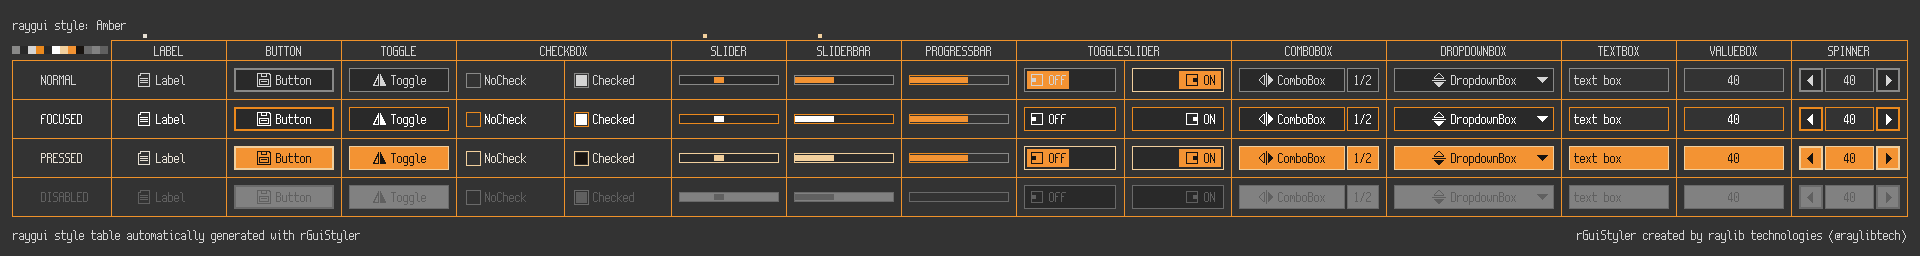 raygui style: Amber
LABEL BUTTON TOGGLE CHECKBOX SLIDER SLIDERBAR PROGRESSBAR TOGGLESLIDER COMBOBOX DROPDOWNBOX TEXTBOX VALUEBOX SPINNER
NORMAL Label Button Toggle NoCheck Checked OFF ON ComboBox 1/2 DropdownBox text box 40 40
FOCUSED Label Button Toggle NoCheck Checked OFF ON ComboBox 1/2 DropdownBox text box 40 40
PRESSED Label Button Toggle NoCheck Checked OFF ON ComboBox 1/2 DropdownBox text box 40 40
DISABLED Label Button Toggle NoCheck Checked OFF ON ComboBox 1/2 DropdownBox text box 40 40
raygui style table automatically generated with rGuiStyler rGuiStyler created by raylib technologies (@raylibtech)